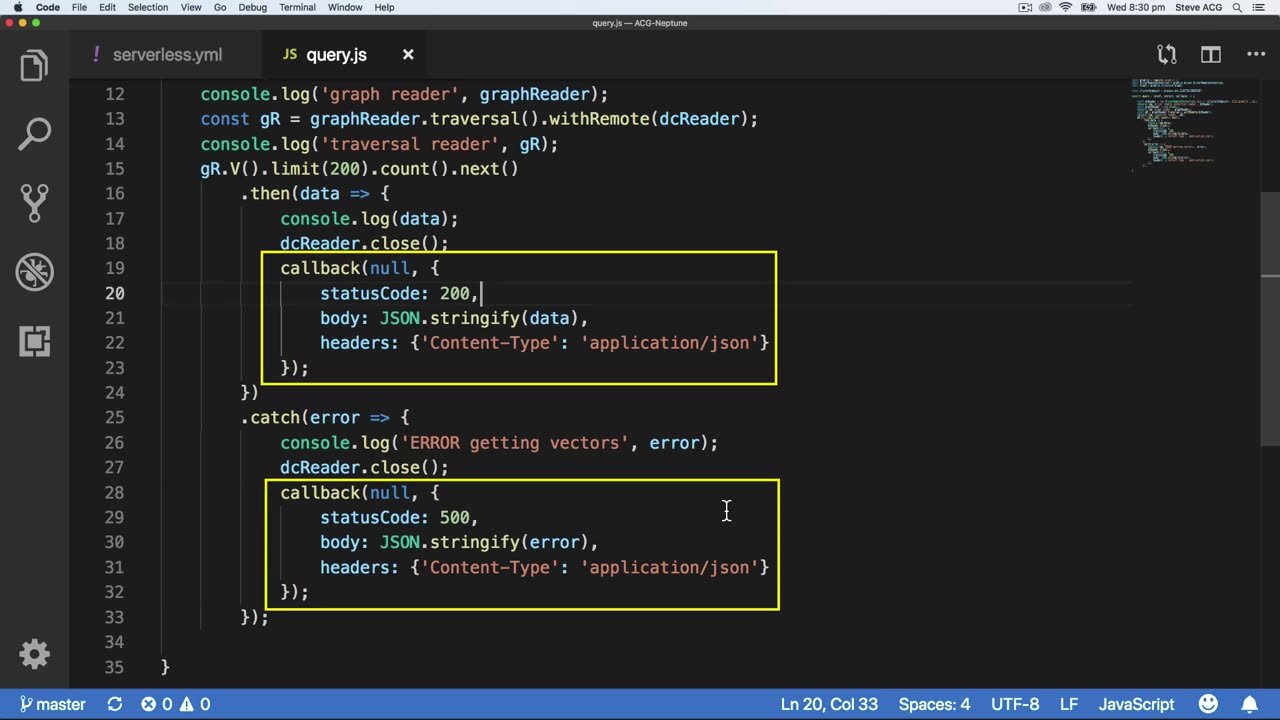 Code File Edit Selection View Go Debug Terminal Window Help Wed 8:30 pm Steve ACG
query.js — ACG-Neptune
! serverless.yml JS query.js
12 console.log('graph reader' graphReader);
13 const gR = graphReader.traversal().withRemote(dcReader);
14 console.log('traversal reader', gR);
15 gR.V().limit(200).count().next()
16 .then(data => {
17 console.log(data);
18 dcReader.close();
19 callback(null, {
20 statusCode: 200,
21 body: JSON.stringify(data),
22 headers: {'Content-Type': 'application/json'}
23 });
24 })
25 .catch(error => {
26 console.log('ERROR getting vectors', error);
27 dcReader.close();
28 callback(null, {
29 statusCode: 500,
30 body: JSON.stringify(error),
31 headers: {'Content-Type': 'application/json'}
32 });
33 });
34
35 }
master 0 0 Ln 20, Col 33 Spaces: 4 UTF-8 LF JavaScript